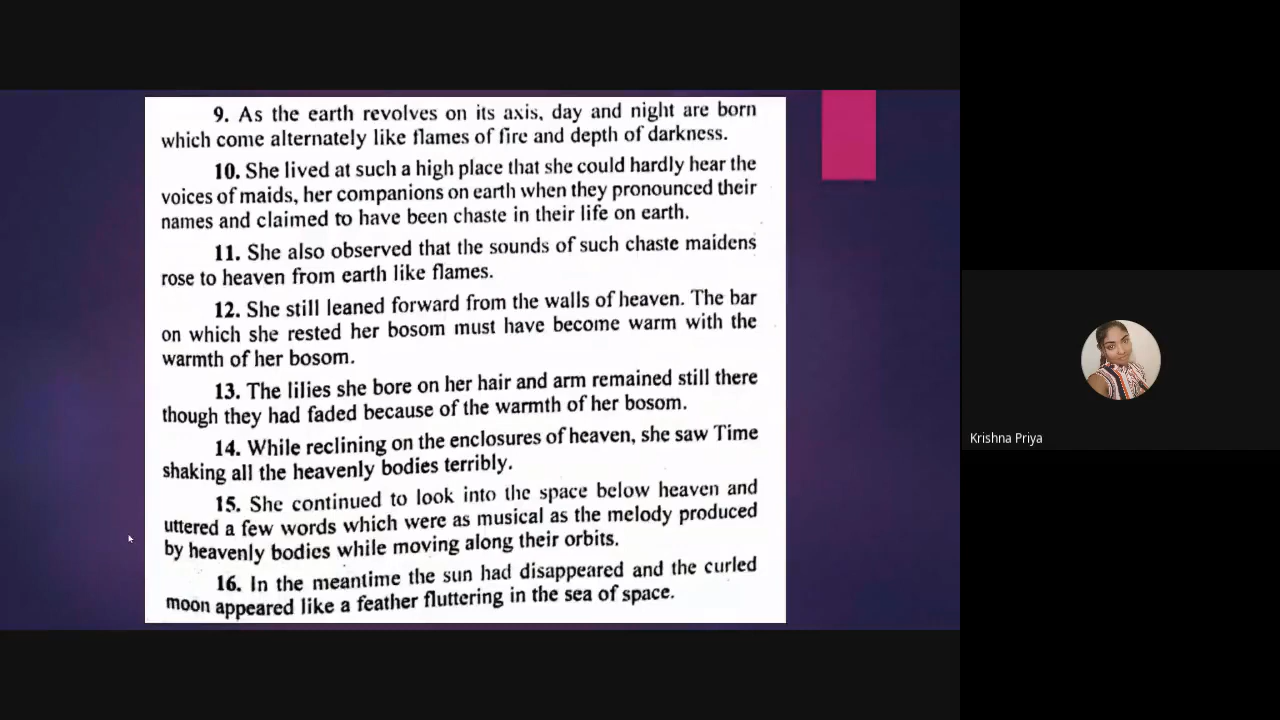 9. As the earth revolves on its axis, day and night are born
which come alternately like flames of fire and depth of darkness.
10. She lived at such a high place that she could hardly hear the
voices of maids, her companions on earth when they pronounced their
names and claimed to have been chaste in their life on earth.
11. She also observed that the sounds of such chaste maidens
rose to heaven from earth like flames.
12. She still leaned forward from the walls of heaven. The bar
on which she rested her bosom must have become warm with the
warmth of her bosom.
13. The lilies she bore on her hair and arm remained still there
though they had faded because of the warmth of her bosom.
14. While reclining on the enclosures of heaven, she saw Time
shaking all the heavenly bodies terribly.
15. She continued to look into the space below heaven and
uttered a few words which were as musical as the melody produced
by heavenly bodies while moving along their orbits.
16. In the meantime the sun had disappeared and the curled
moon appeared like a feather fluttering in the sea of space.
Krishna Priya